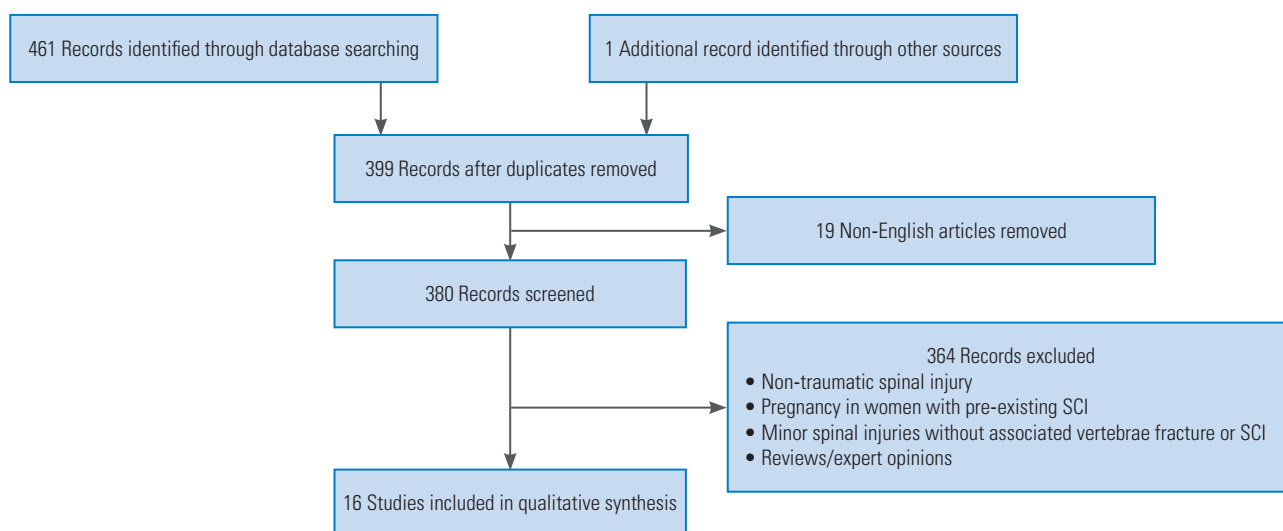 461 Records identified through database searching
1 Additional record identified through other sources
399 Records after duplicates removed
19 Non-English articles removed
380 Records screened
364 Records excluded
• Non-traumatic spinal injury
• Pregnancy in women with pre-existing SCI
• Minor spinal injuries without associated vertebrae fracture or SCI
• Reviews/expert opinions
16 Studies included in qualitative synthesis